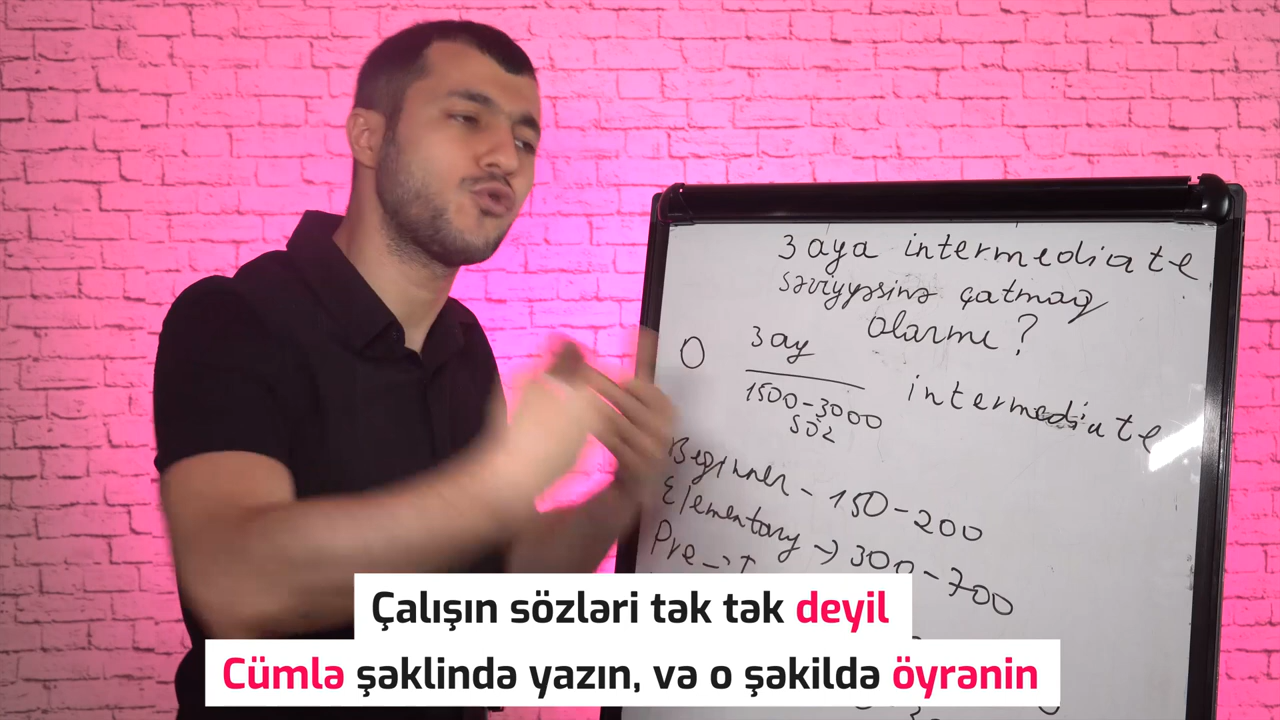 3 aya intermediate
səviyyəsinə çatmaq
olarmı?
0 3 ay intermediate
1500-3000
söz
Beginner - 150-200
Elementary → 300-700
Pre-
Çalışın sözləri tək tək deyil
Cümlə şəklində yazın, və o şəkildə öyrənin